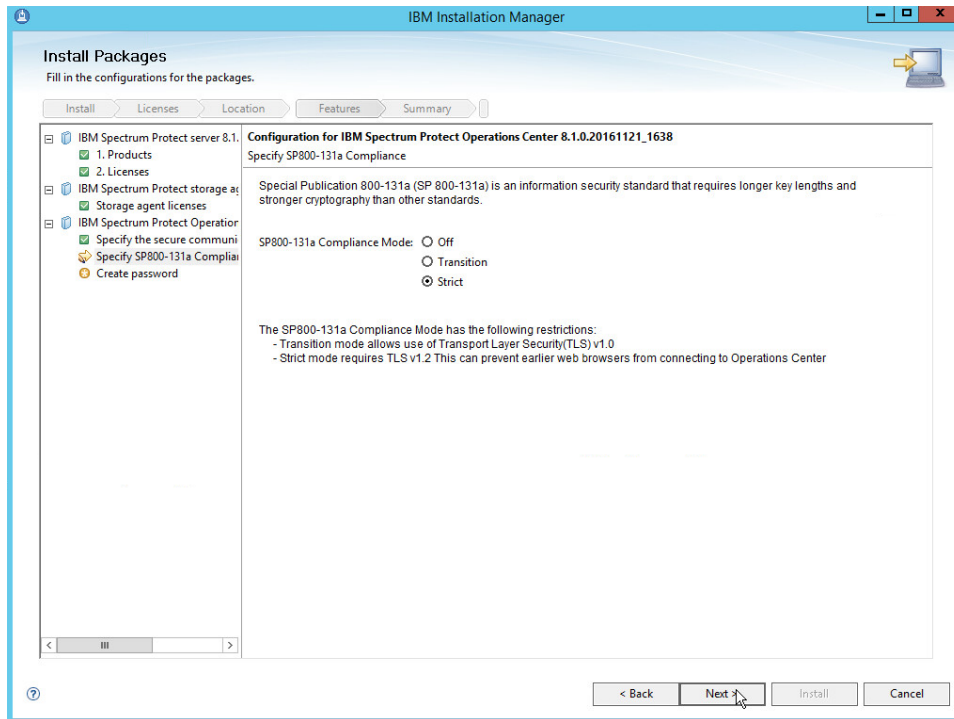 IBM Installation Manager
Install Packages
Fill in the configurations for the packages.
Install
Licenses
Location
Features
Summary
IBM Spectrum Protect server 8.1.
1. Products
2. Licenses
IBM Spectrum Protect storage ag
Storage agent licenses
IBM Spectrum Protect Operation
Specify the secure communi
Specify SP800-131a Complia
Create password
Configuration for IBM Spectrum Protect Operations Center 8.1.0.20161121_1638
Specify SP800-131a Compliance
Special Publication 800-131a (SP 800-131a) is an information security standard that requires longer key lengths and
stronger cryptography than other standards.
SP800-131a Compliance Mode: Off
Transition
Strict
The SP800-131a Compliance Mode has the following restrictions:
- Transition mode allows use of Transport Layer Security(TLS) v1.0
- Strict mode requires TLS v1.2 This can prevent earlier web browsers from connecting to Operations Center
< Back
Next >
Install
Cancel